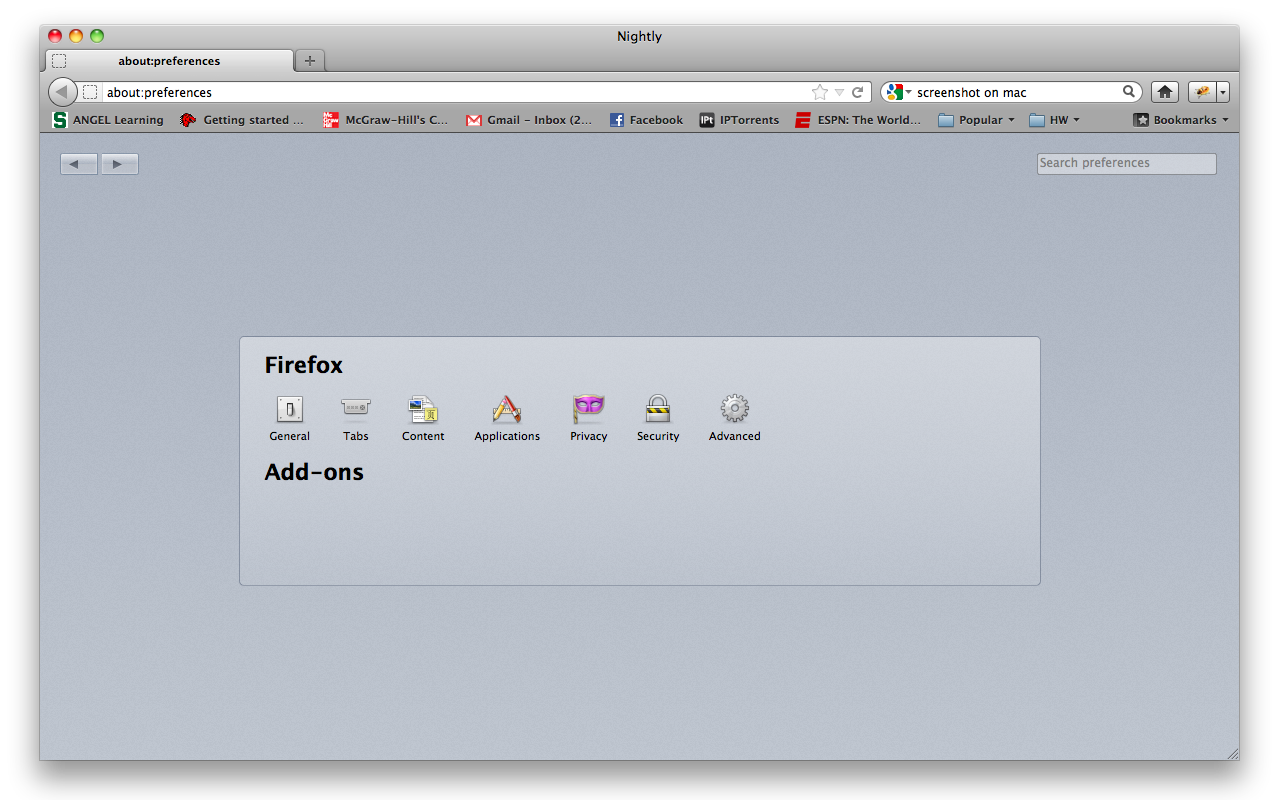 Nightly
about:preferences
about:preferences
screenshot on mac
S ANGEL Learning
Getting started ...
McGraw-Hill's C...
Gmail - Inbox (2...
f Facebook
IPt IPTorrents
ESPN: The World...
Popular
HW
Bookmarks
Search preferences
Firefox
General
Tabs
Content
Applications
Privacy
Security
Advanced
Add-ons